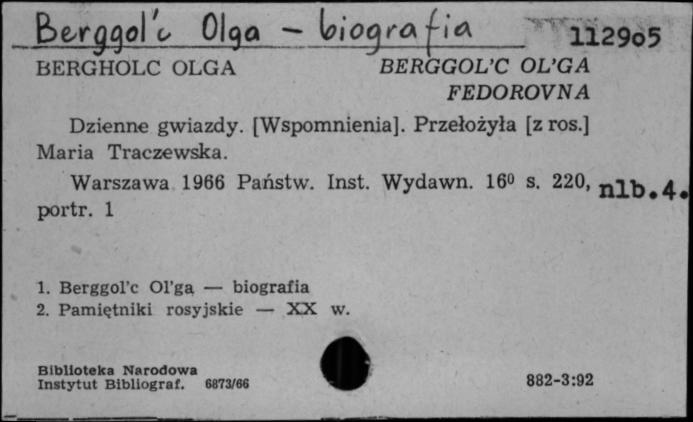 Berggol'c Olga - biografia
112905
BERGHOLC OLGA BERGGOL'C OL'GA
FEDOROVNA
Dzienne gwiazdy. [Wspomnienia]. Przełożyła [z ros.]
Maria Traczewska.
Warszawa 1966 Państw. Inst. Wydawn. 16⁰ s. 220, nlb.4.
portr. 1
1. Berggol'c Ol'ga — biografia
2. Pamiętniki rosyjskie — XX w.
Biblioteka Narodowa
Instytut Bibliograf. 6873/66
882-3:92